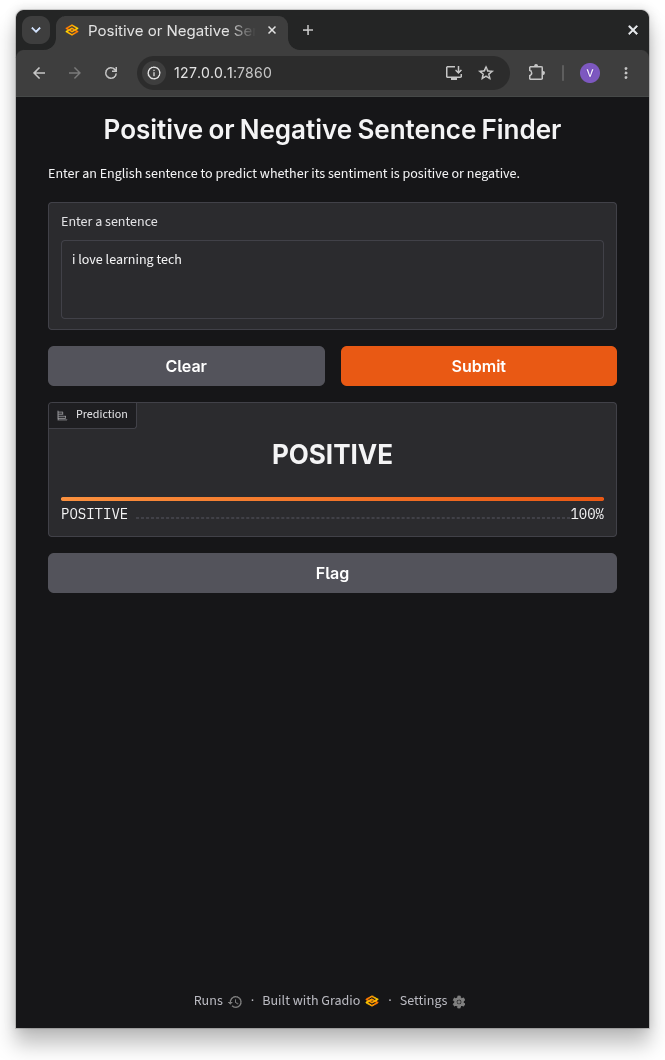 Positive or Negative Se
127.0.0.1:7860
V
Positive or Negative Sentence Finder
Enter an English sentence to predict whether its sentiment is positive or negative.
Enter a sentence
i love learning tech
Clear
Submit
Prediction
POSITIVE
POSITIVE 100%
Flag
Runs · Built with Gradio · Settings